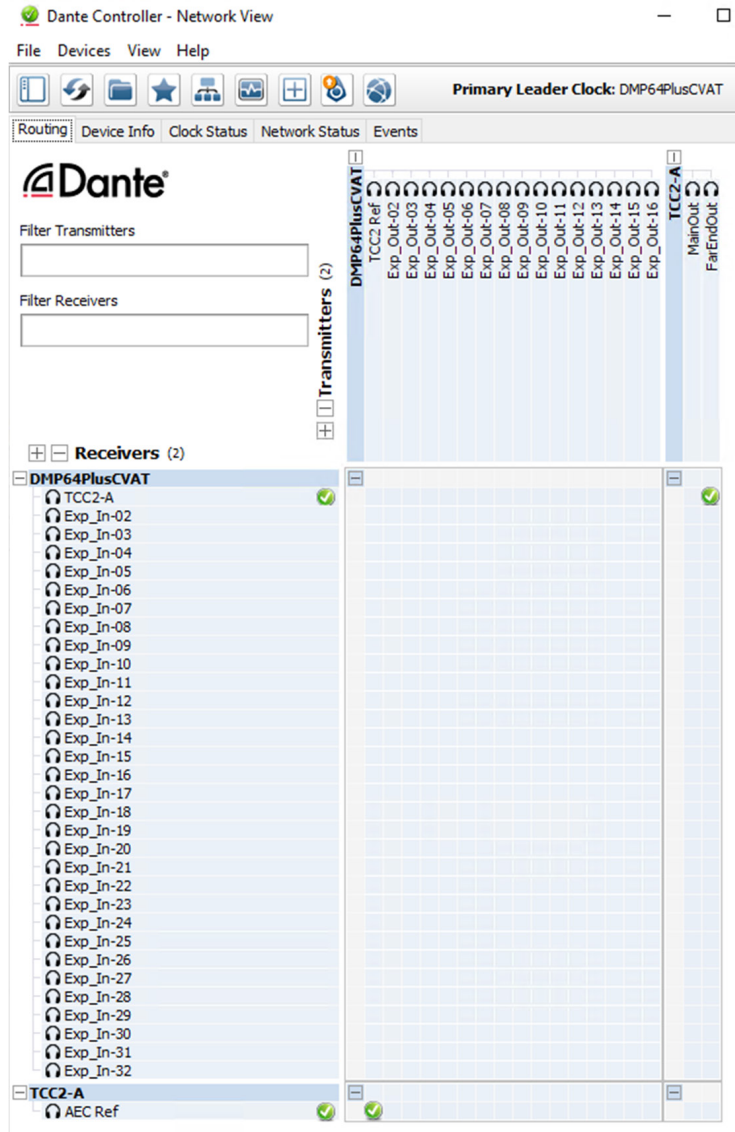 Dante Controller - Network View
File Devices View Help
Primary Leader Clock: DMP64PlusCVAT
Routing Device Info Clock Status Network Status Events
Dante®
Filter Transmitters
Filter Receivers
Transmitters (2)
DMP64PlusCVAT
TCC2 Ref
Exp_Out-02
Exp_Out-03
Exp_Out-04
Exp_Out-05
Exp_Out-06
Exp_Out-07
Exp_Out-08
Exp_Out-09
Exp_Out-10
Exp_Out-11
Exp_Out-12
Exp_Out-13
Exp_Out-14
Exp_Out-15
Exp_Out-16
TCC2-A
MainOut
FarEndOut
Receivers (2)
DMP64PlusCVAT
TCC2-A
Exp_In-02
Exp_In-03
Exp_In-04
Exp_In-05
Exp_In-06
Exp_In-07
Exp_In-08
Exp_In-09
Exp_In-10
Exp_In-11
Exp_In-12
Exp_In-13
Exp_In-14
Exp_In-15
Exp_In-16
Exp_In-17
Exp_In-18
Exp_In-19
Exp_In-20
Exp_In-21
Exp_In-22
Exp_In-23
Exp_In-24
Exp_In-25
Exp_In-26
Exp_In-27
Exp_In-28
Exp_In-29
Exp_In-30
Exp_In-31
Exp_In-32
TCC2-A
AEC Ref